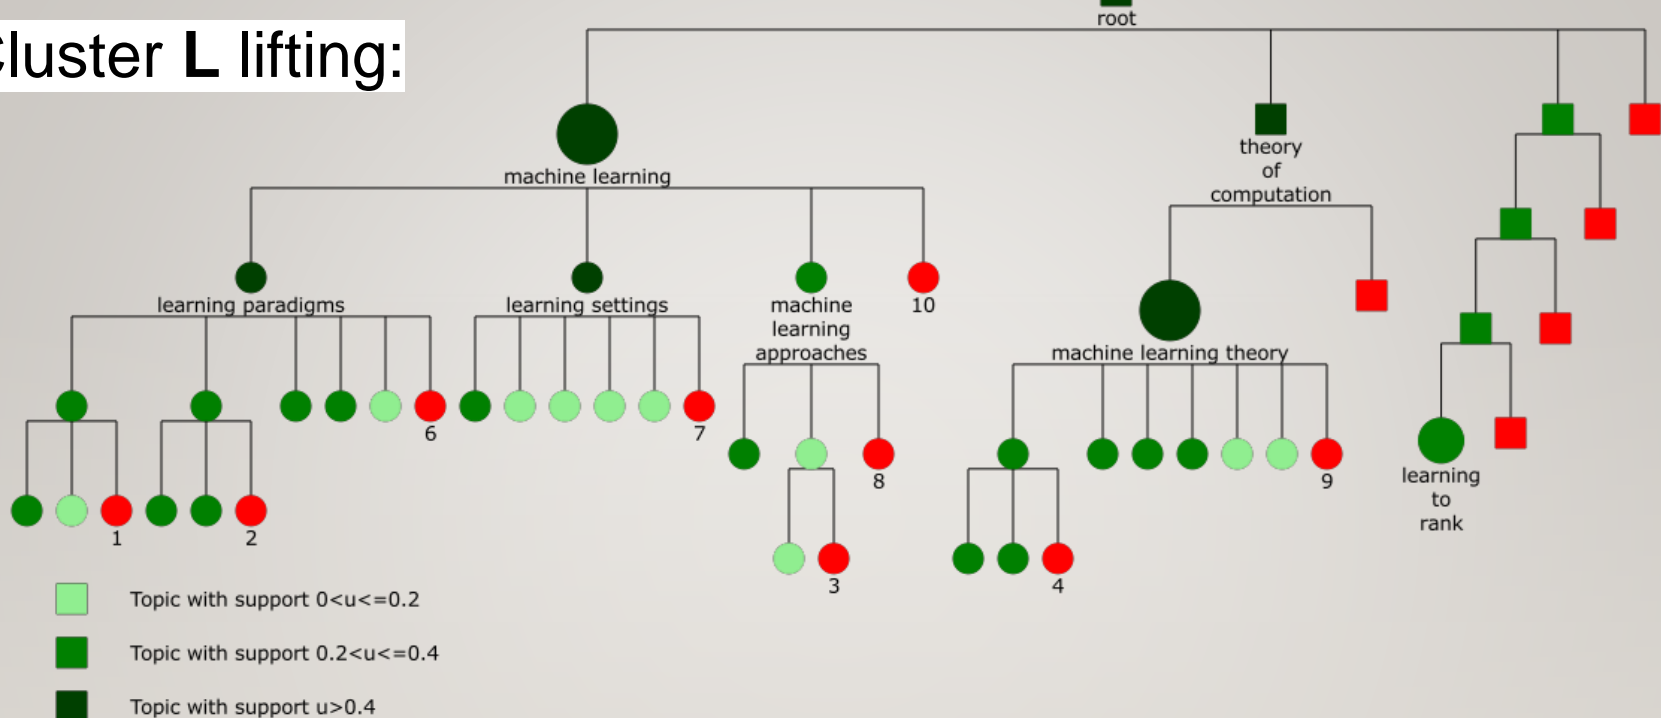 root
Cluster L lifting:
theory
of
computation
machine learning
learning paradigms
learning settings
machine
learning
approaches
10
machine learning theory
6
7
8
9
learning
to
rank
1
2
3
4
Topic with support 0<u<=0.2
Topic with support 0.2<u<=0.4
Topic with support u>0.4